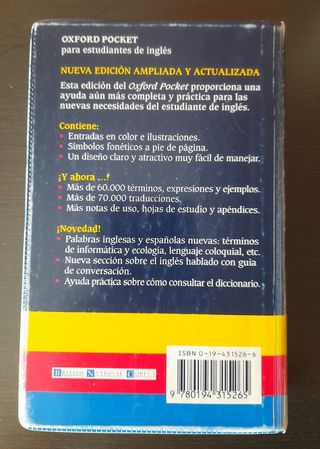 OXFORD POCKET
para estudiantes de inglés
NUEVA EDICIÓN AMPLIADA Y ACTUALIZADA
Esta edición del Oxford Pocket proporciona una
ayuda aún más completa y práctica para las
nuevas necesidades del estudiante de inglés.
Contiene:
• Entradas en color e ilustraciones.
• Símbolos fonéticos a pie de página.
• Un diseño claro y atractivo muy fácil de manejar.
¡Y ahora ...!
• Más de 60.000 términos, expresiones y ejemplos.
• Más de 70.000 traducciones.
• Más notas de uso, hojas de estudio y apéndices.
¡Novedad!
• Palabras inglesas y españolas nuevas: términos
de informática y ecología, lenguaje coloquial, etc.
• Nueva sección sobre el inglés hablado con guía
de conversación.
• Ayuda práctica sobre cómo consultar el diccionario.
ISBN 0-19-431526-6
9 780194 315265
BRITISH NATIONAL CORPUS